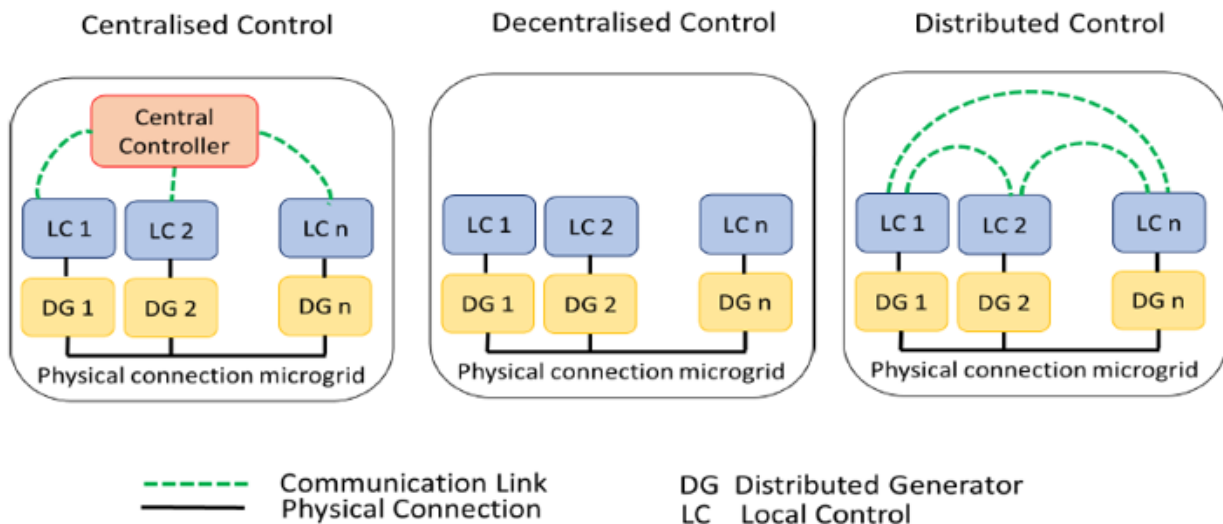 Centralised Control
Decentralised Control
Distributed Control
Central
Controller
LC 1
LC 2
LC n
DG 1
DG 2
DG n
Physical connection microgrid
LC 1
LC 2
LC n
DG 1
DG 2
DG n
Physical connection microgrid
LC 1
LC 2
LC n
DG 1
DG 2
DG n
Physical connection microgrid
Communication Link
Physical Connection
DG Distributed Generator
LC Local Control